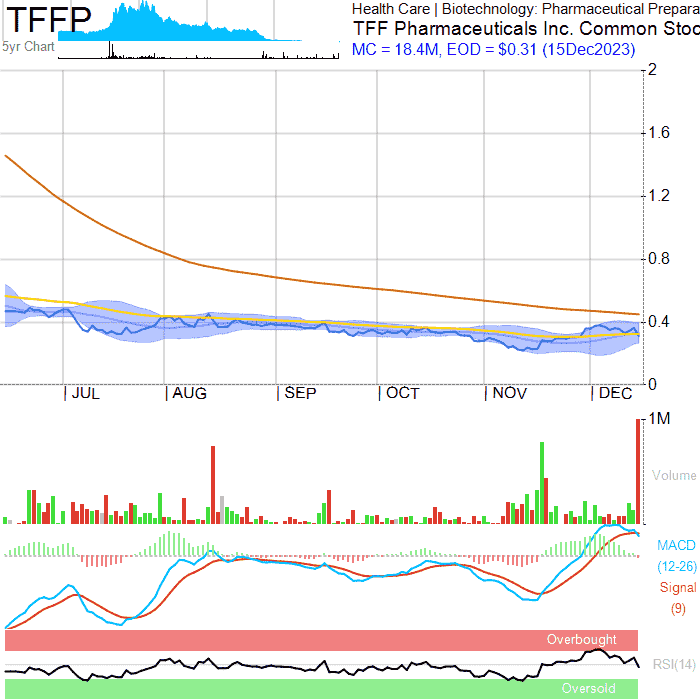 TFFP
5yr Chart
Health Care | Biotechnology: Pharmaceutical Prepara
TFF Pharmaceuticals Inc. Common Stoc
MC = 18.4M, EOD = $0.31 (15Dec2023)
2
1.6
1.2
0.8
0.4
0
JUL AUG SEP OCT NOV DEC
1M
Volume
MACD
(12-26)
Signal
(9)
Overbought
RSI(14)
Oversold